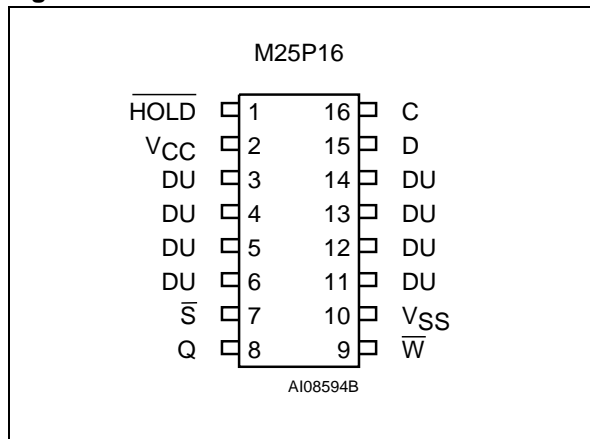 M25P16
HOLD 1 16 C
VCC 2 15 D
DU 3 14 DU
DU 4 13 DU
DU 5 12 DU
DU 6 11 DU
S 7 10 VSS
Q 8 9 W
AI08594B